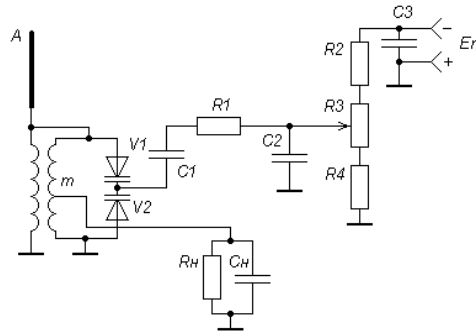 A
C3
−
+
Er
R2
R1
R3
V1
C1
C2
R4
m
V2
Rн
Cн